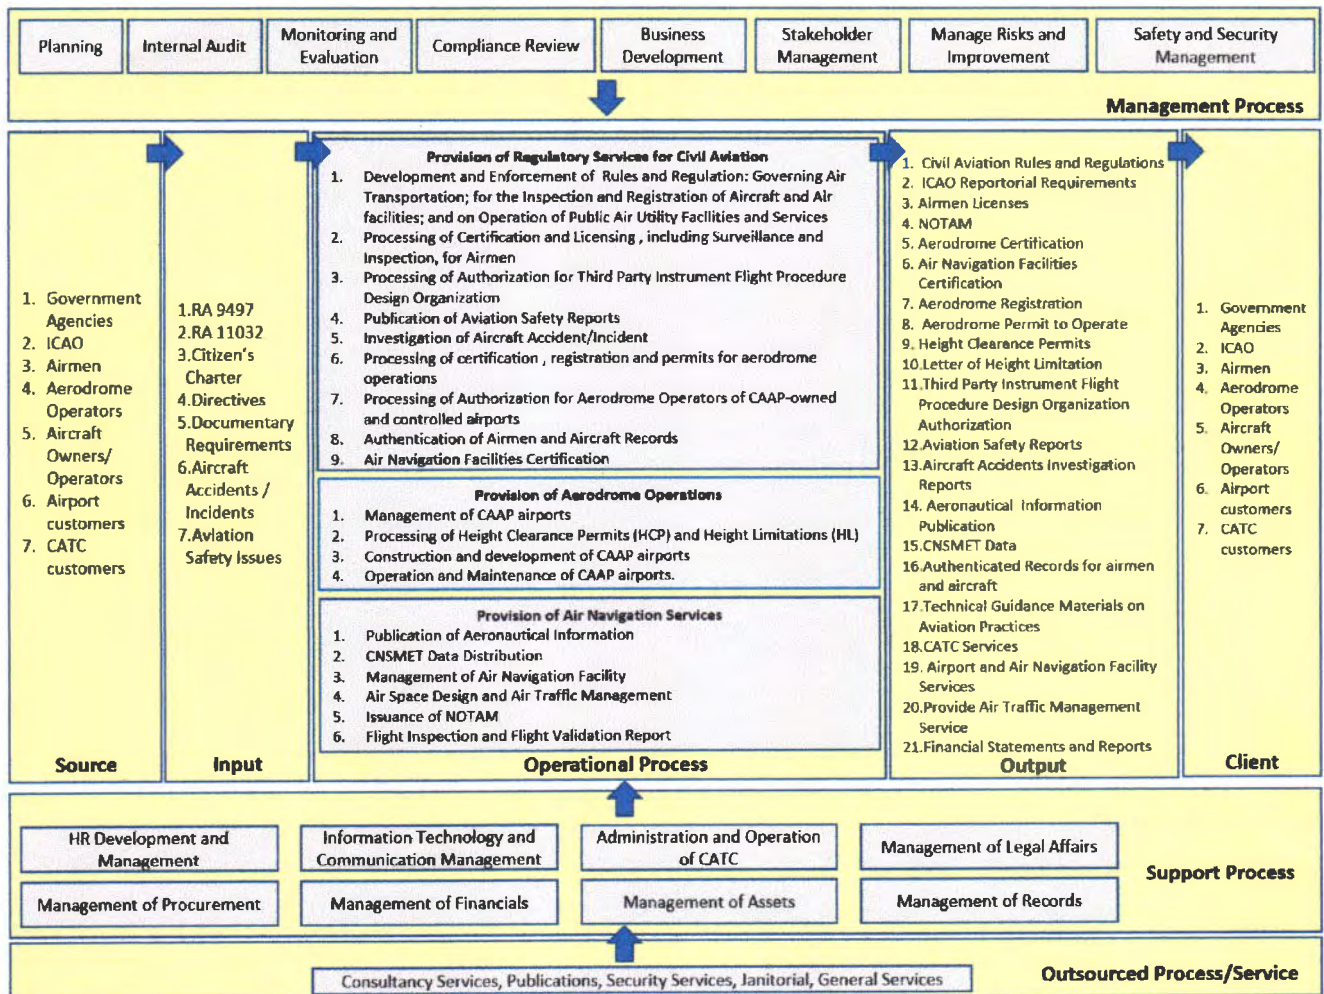 Planning
Internal Audit
Monitoring and
Evaluation
Compliance Review
Business
Development
Stakeholder
Management
Manage Risks and
Improvement
Safety and Security
Management
Management Process
1. Government
Agencies
2. ICAO
3. Airmen
4. Aerodrome
Operators
5. Aircraft
Owners/
Operators
6. Airport
customers
7. CATC
customers
Source
1.RA 9497
2.RA 11032
3.Citizen's
Charter
4.Directives
5.Documentary
Requirements
6.Aircraft
Accidents /
Incidents
7.Aviation
Safety Issues
Input
Provision of Regulatory Services for Civil Aviation
1. Development and Enforcement of Rules and Regulation: Governing Air
Transportation; for the Inspection and Registration of Aircraft and Air
facilities; and on Operation of Public Air Utility Facilities and Services
2. Processing of Certification and Licensing , including Surveillance and
Inspection, for Airmen
3. Processing of Authorization for Third Party Instrument Flight Procedure
Design Organization
4. Publication of Aviation Safety Reports
5. Investigation of Aircraft Accident/Incident
6. Processing of certification , registration and permits for aerodrome
operations
7. Processing of Authorization for Aerodrome Operators of CAAP-owned
and controlled airports
8. Authentication of Airmen and Aircraft Records
9. Air Navigation Facilities Certification
Provision of Aerodrome Operations
1. Management of CAAP airports
2. Processing of Height Clearance Permits (HCP) and Height Limitations (HL)
3. Construction and development of CAAP airports
4. Operation and Maintenance of CAAP airports.
Provision of Air Navigation Services
1. Publication of Aeronautical Information
2. CNSMET Data Distribution
3. Management of Air Navigation Facility
4. Air Space Design and Air Traffic Management
5. Issuance of NOTAM
6. Flight Inspection and Flight Validation Report
Operational Process
1. Civil Aviation Rules and Regulations
2. ICAO Reportorial Requirements
3. Airmen Licenses
4. NOTAM
5. Aerodrome Certification
6. Air Navigation Facilities
Certification
7. Aerodrome Registration
8. Aerodrome Permit to Operate
9. Height Clearance Permits
10.Letter of Height Limitation
11.Third Party Instrument Flight
Procedure Design Organization
Authorization
12.Aviation Safety Reports
13.Aircraft Accidents Investigation
Reports
14. Aeronautical Information
Publication
15.CNSMET Data
16.Authenticated Records for airmen
and aircraft
17.Technical Guidance Materials on
Aviation Practices
18.CATC Services
19. Airport and Air Navigation Facility
Services
20.Provide Air Traffic Management
Service
21.Financial Statements and Reports
Output
1. Government
Agencies
2. ICAO
3. Airmen
4. Aerodrome
Operators
5. Aircraft
Owners/
Operators
6. Airport
customers
7. CATC
customers
Client
HR Development and
Management
Information Technology and
Communication Management
Administration and Operation
of CATC
Management of Legal Affairs
Management of Procurement
Management of Financials
Management of Assets
Management of Records
Support Process
Consultancy Services, Publications, Security Services, Janitorial, General Services
Outsourced Process/Service